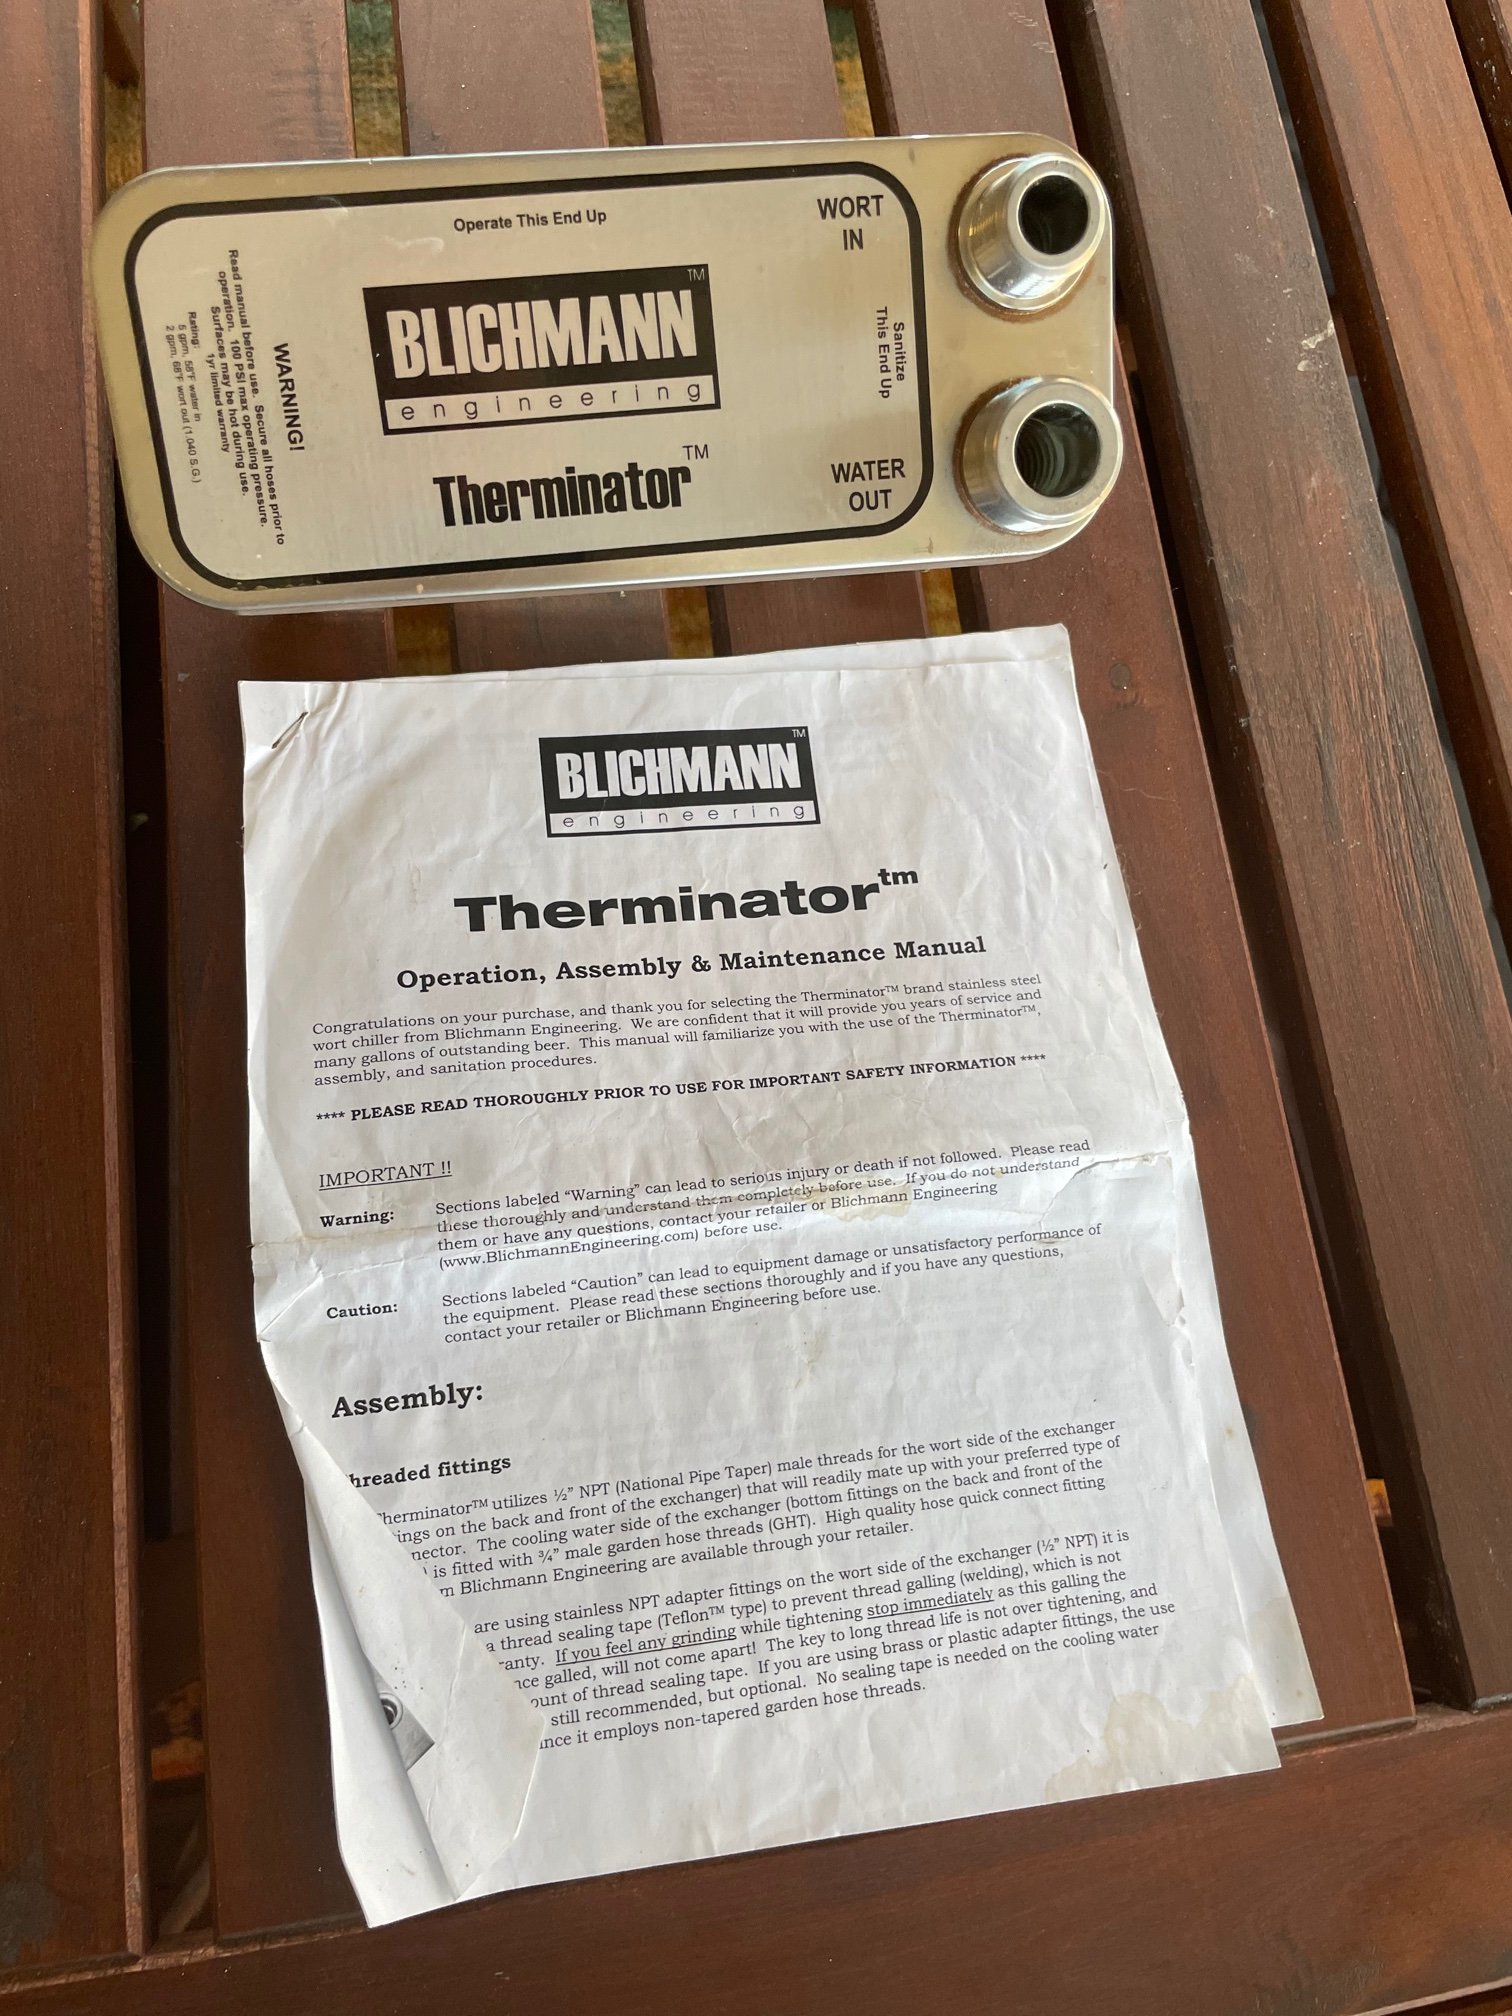 Operate This End Up
WORT
IN
BLICHMANN
TM
engineering
Therminator
TM
Sanitize
This End Up
WATER
OUT
WARNING!
Read manual before use. Secure all hoses prior to
operation. 100 PSI max operating pressure.
Surfaces may be hot during use.
1yr limited warranty
Rating:
5 gpm, 58°F water in
2 gpm, 68°F wort out (1.040 S.G.)
BLICHMANN
TM
engineering
Therminator™
Operation, Assembly & Maintenance Manual
Congratulations on your purchase, and thank you for selecting the Therminator™ brand stainless steel
wort chiller from Blichmann Engineering. We are confident that it will provide you years of service and
many gallons of outstanding beer. This manual will familiarize you with the use of the Therminator™,
assembly, and sanitation procedures.
**** PLEASE READ THOROUGHLY PRIOR TO USE FOR IMPORTANT SAFETY INFORMATION ****
IMPORTANT !!
Warning: Sections labeled “Warning” can lead to serious injury or death if not followed. Please read
these thoroughly and understand them completely before use. If you do not understand
them or have any questions, contact your retailer or Blichmann Engineering
(www.BlichmannEngineering.com) before use.
Caution: Sections labeled “Caution” can lead to equipment damage or unsatisfactory performance of
the equipment. Please read these sections thoroughly and if you have any questions,
contact your retailer or Blichmann Engineering before use.
Assembly:
hreaded fittings
herminator™ utilizes ½” NPT (National Pipe Taper) male threads for the wort side of the exchanger
ings on the back and front of the exchanger) that will readily mate up with your preferred type of
nector. The cooling water side of the exchanger (bottom fittings on the back and front of the
is fitted with ¾” male garden hose threads (GHT). High quality hose quick connect fitting
m Blichmann Engineering are available through your retailer.
are using stainless NPT adapter fittings on the wort side of the exchanger (½” NPT) it is
a thread sealing tape (Teflon™ type) to prevent thread galling (welding), which is not
ranty. If you feel any grinding while tightening stop immediately as this galling the
nce galled, will not come apart! The key to long thread life is not over tightening, and
ount of thread sealing tape. If you are using brass or plastic adapter fittings, the use
still recommended, but optional. No sealing tape is needed on the cooling water
ince it employs non-tapered garden hose threads.